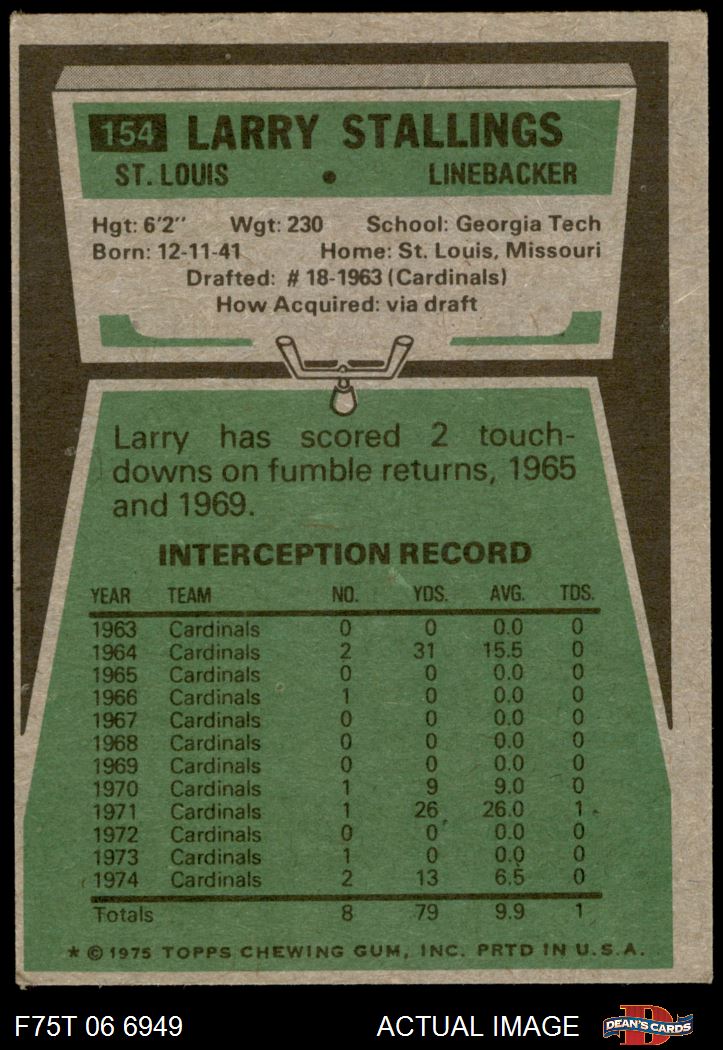 154 LARRY STALLINGS
ST. LOUIS • LINEBACKER
Hgt: 6'2" Wgt: 230 School: Georgia Tech
Born: 12-11-41 Home: St. Louis, Missouri
Drafted: # 18-1963 (Cardinals)
How Acquired: via draft
Larry has scored 2 touch-
downs on fumble returns, 1965
and 1969.
INTERCEPTION RECORD
YEAR TEAM NO. YDS. AVG. TDS.
1963 Cardinals 0 0 0.0 0
1964 Cardinals 2 31 15.5 0
1965 Cardinals 0 0 0.0 0
1966 Cardinals 1 0 0.0 0
1967 Cardinals 0 0 0.0 0
1968 Cardinals 0 0 0.0 0
1969 Cardinals 0 0 0.0 0
1970 Cardinals 1 9 9.0 0
1971 Cardinals 1 26 26.0 1
1972 Cardinals 0 0 0.0 0
1973 Cardinals 1 0 0.0 0
1974 Cardinals 2 13 6.5 0
Totals 8 79 9.9 1
* © 1975 TOPPS CHEWING GUM, INC. PRTD IN U.S.A.
F75T 06 6949 ACTUAL IMAGE D DEAN'S CARDS